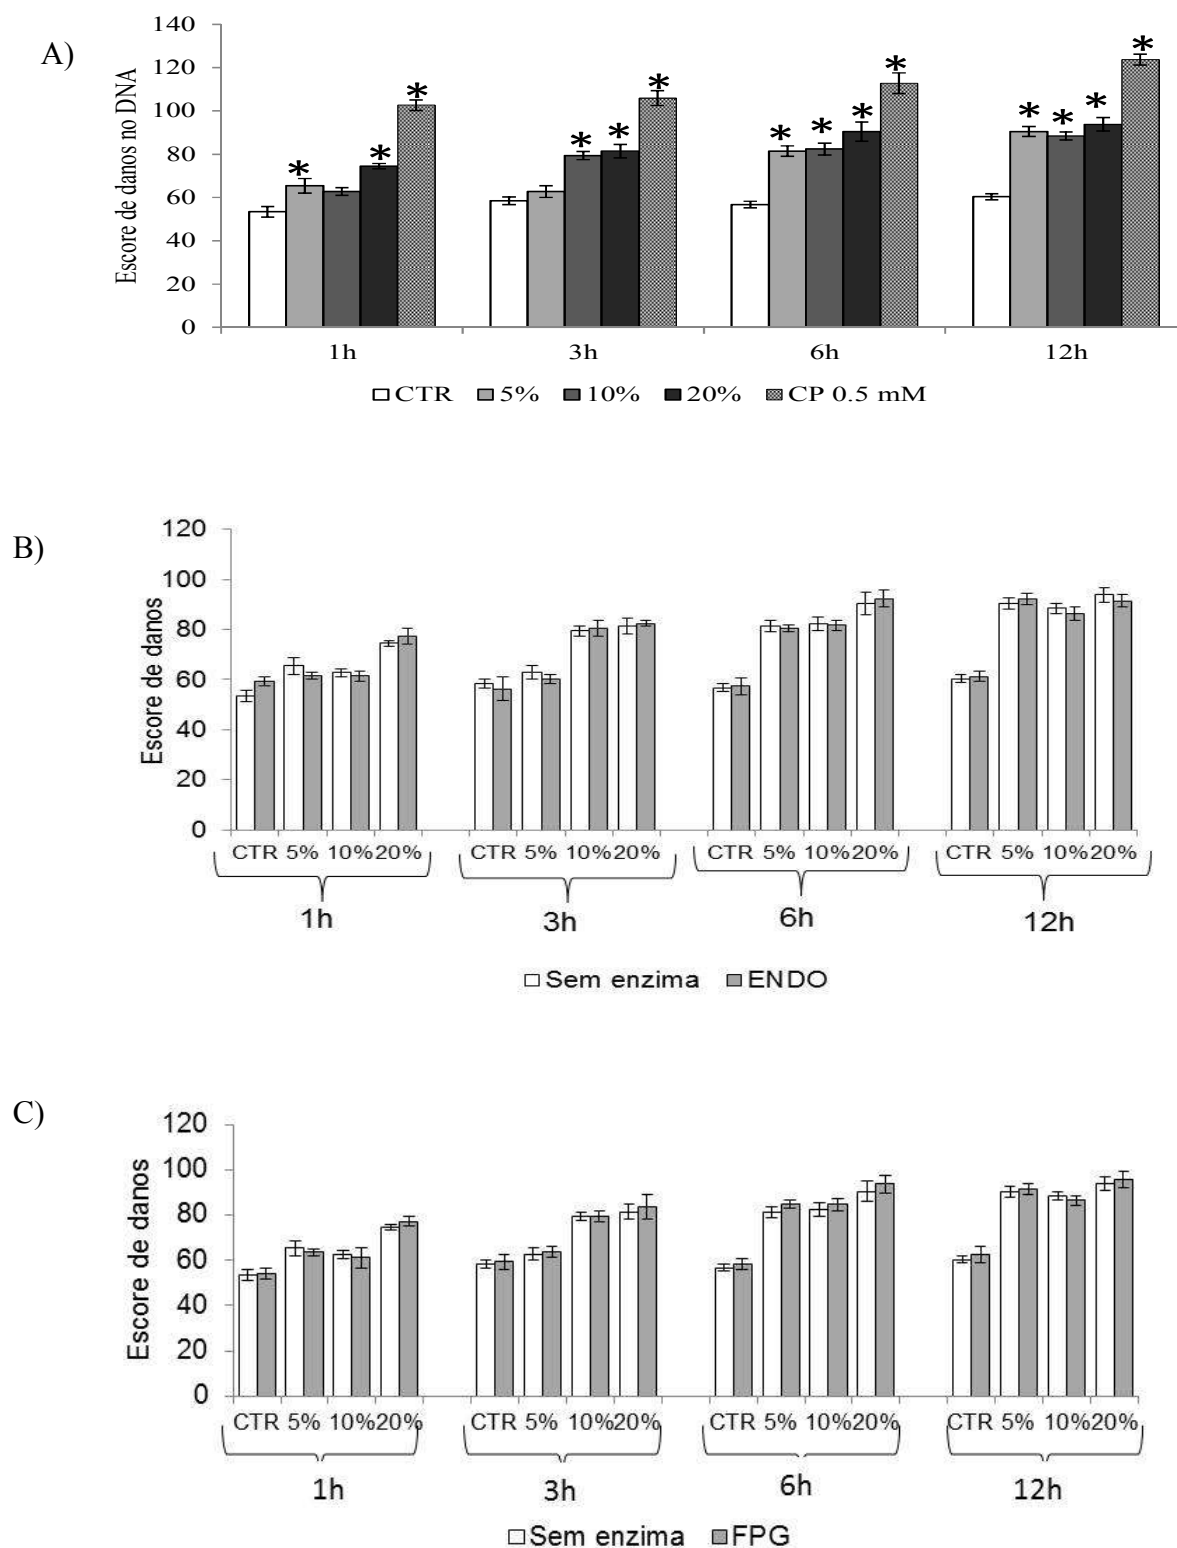 A)
Escore de danos no DNA
140
120
100
80
60
40
20
0
* * * * * * * * * * * * * *
1h 3h 6h 12h
CTR 5% 10% 20% CP 0.5 mM
B)
Escore de danos
120
100
80
60
40
20
0
CTR 5% 10%20% CTR 5% 10%20% CTR 5% 10%20% CTR 5% 10%20%
1h 3h 6h 12h
Sem enzima ENDO
C)
Escore de danos
120
100
80
60
40
20
0
CTR 5% 10%20% CTR 5% 10%20% CTR 5% 10%20% CTR 5% 10%20%
1h 3h 6h 12h
Sem enzima FPG